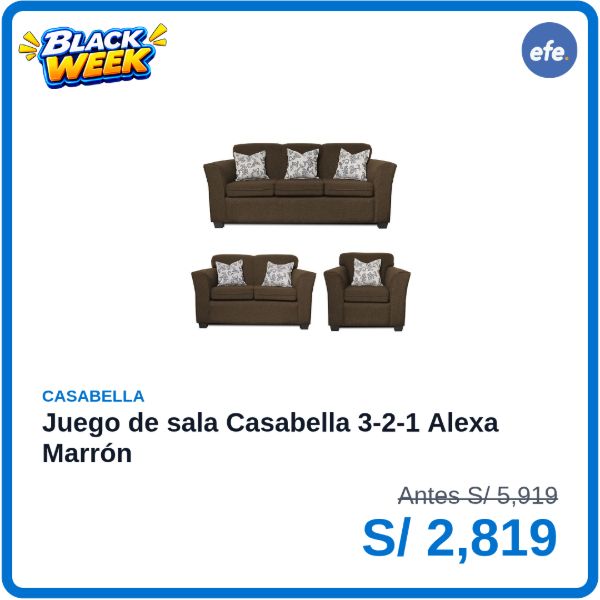 BLACK
WEEK
efe.
CASABELLA
Juego de sala Casabella 3-2-1 Alexa
Marrón
Antes S/ 5,919
S/ 2,819